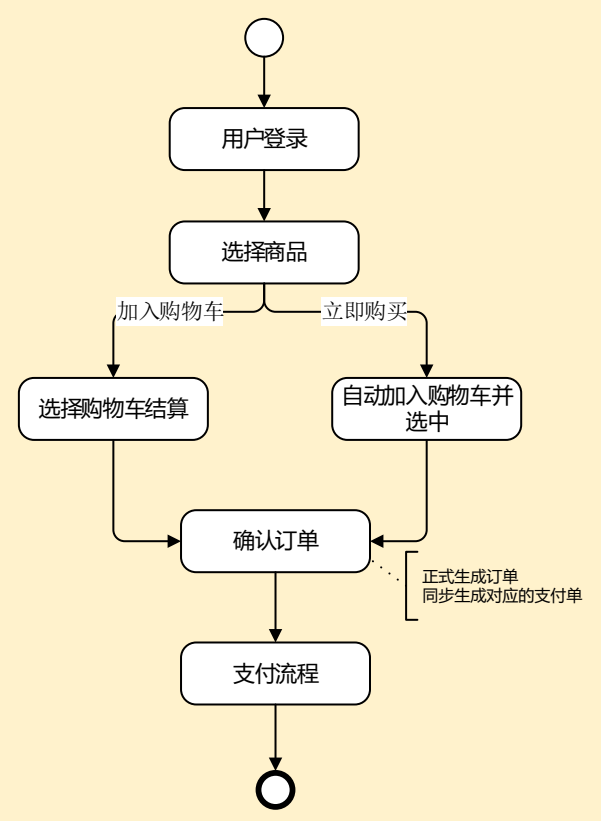 用户登录
选择商品
加入购物车
立即购买
选择购物车结算
自动加入购物车并
选中
确认订单
正式生成订单
同步生成对应的支付单
支付流程